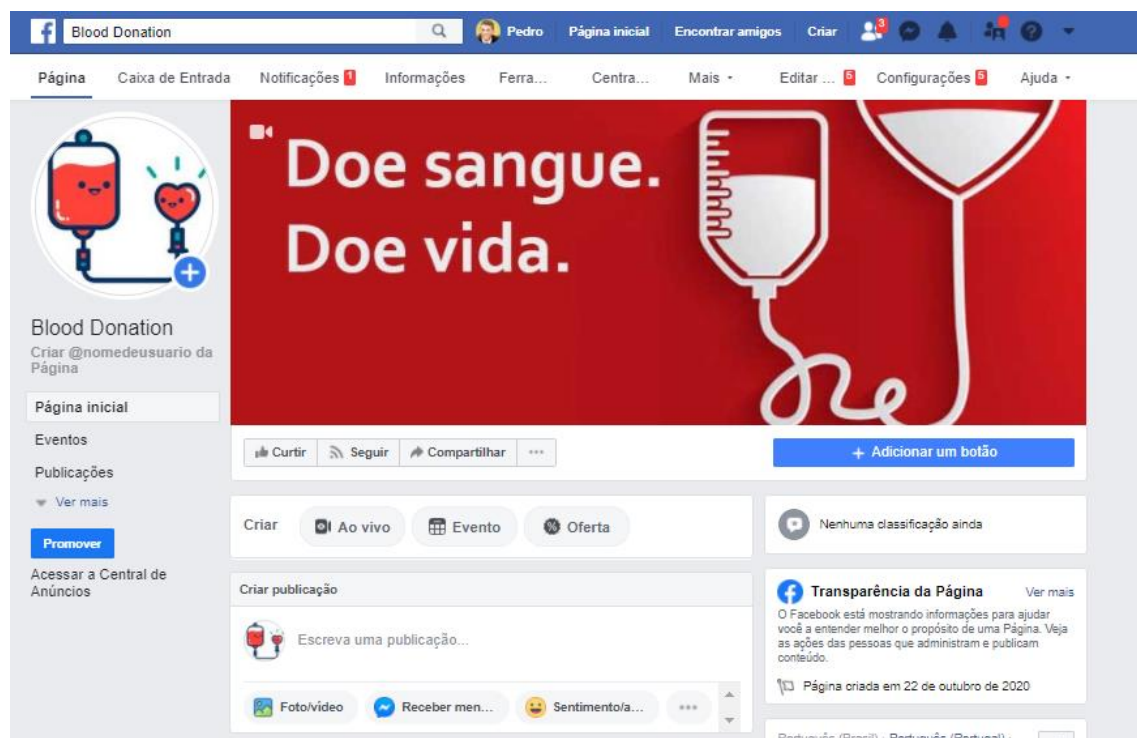 f Blood Donation Pedro Página inicial Encontrar amigos Criar 3
Página Caixa de Entrada Notificações 1 Informações Ferra... Centra... Mais Editar ... 5 Configurações 5 Ajuda
Doe sangue.
Doe vida.
Blood Donation
Criar @nomedeusuario da
Página
Página inicial
Eventos
Publicações
Ver mais
Promover
Acessar a Central de
Anúncios
Curtir Seguir Compartilhar ...
+ Adicionar um botão
Criar Ao vivo Evento Oferta
Criar publicação
Escreva uma publicação...
Foto/vídeo Receber men... Sentimento/a... ...
Nenhuma classificação ainda
Transparência da Página Ver mais
O Facebook está mostrando informações para ajudar
você a entender melhor o propósito de uma Página. Veja
as ações das pessoas que administram e publicam
conteúdo.
Página criada em 22 de outubro de 2020
Português (Brasil) · Português (Portugal) ·